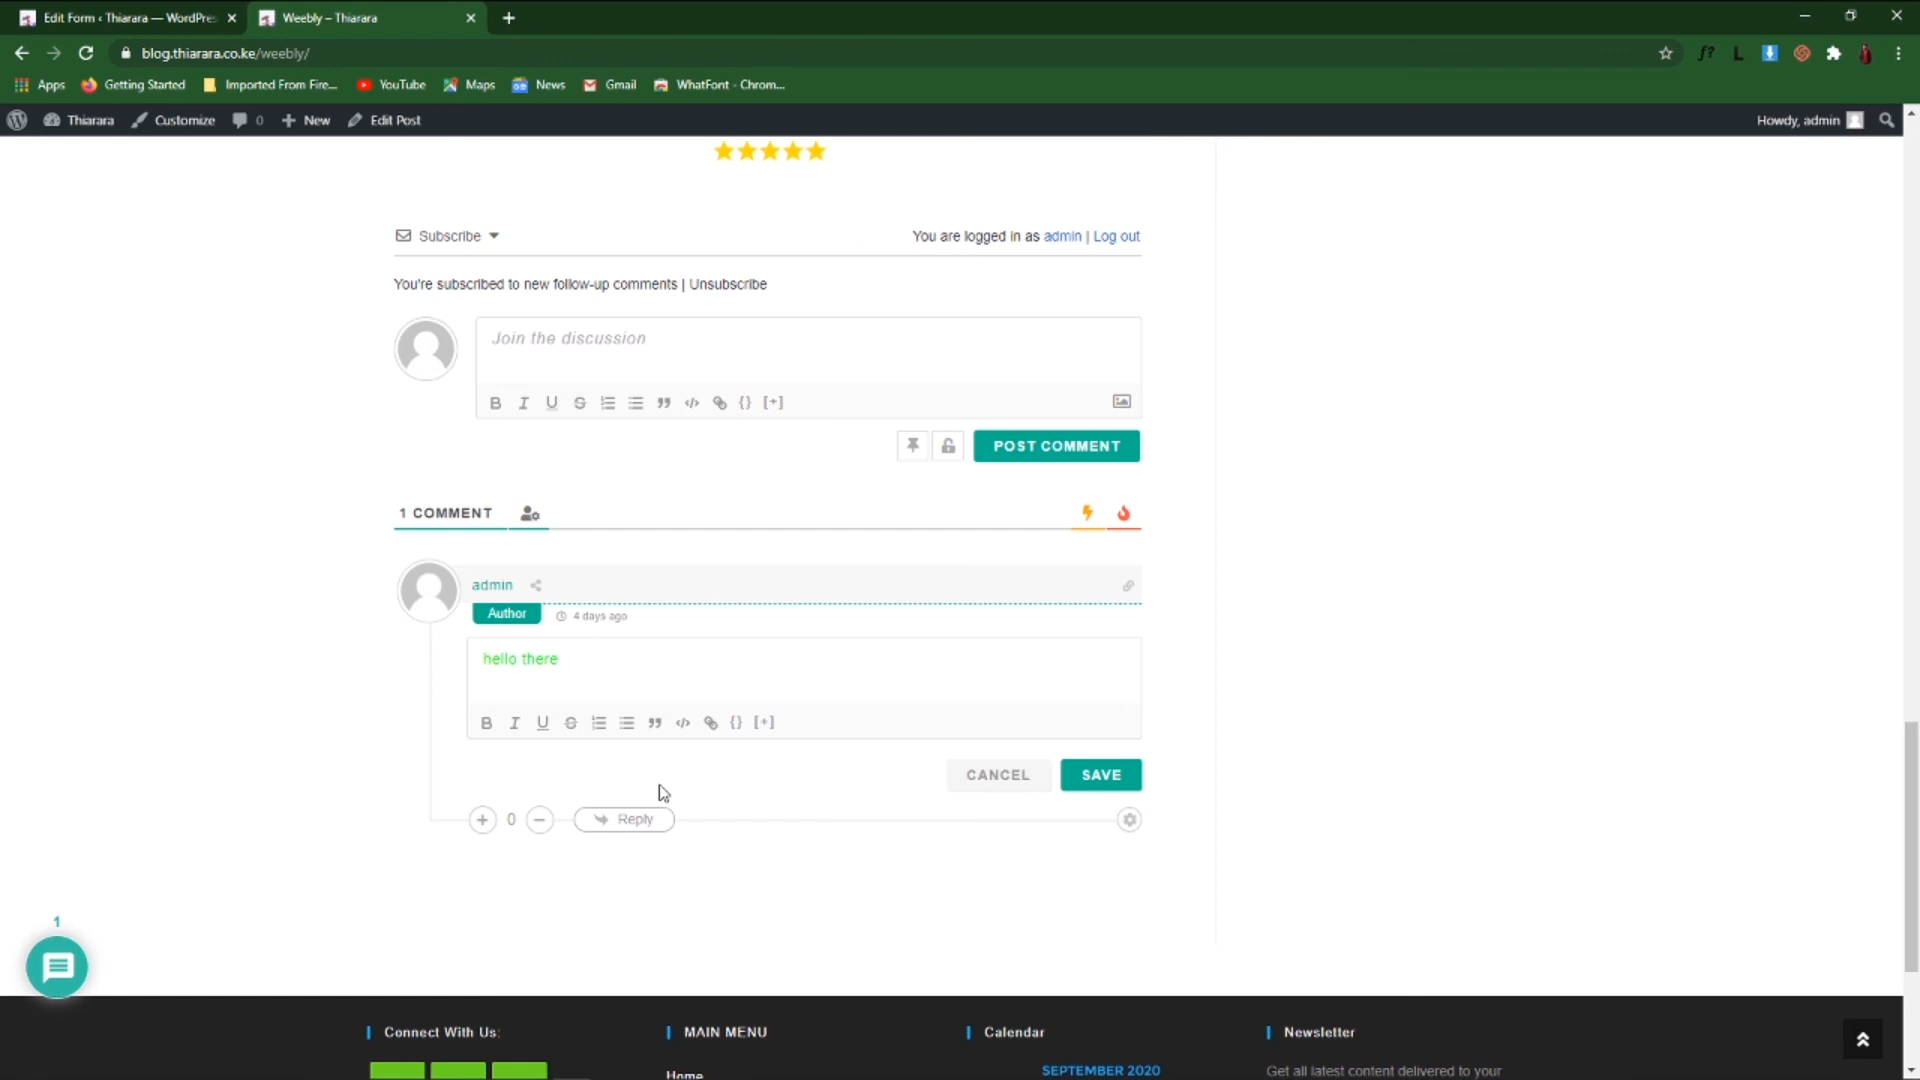 Edit Form ‹ Thiarara — WordPres
Weebly – Thiarara
blog.thiarara.co.ke/weebly/
Apps
Getting Started
Imported From Fire...
YouTube
Maps
News
Gmail
WhatFont - Chrom...
Thiarara
Customize
0
New
Edit Post
Howdy, admin
Subscribe
You are logged in as admin | Log out
You're subscribed to new follow-up comments | Unsubscribe
Join the discussion
B I U S {} [+]
POST COMMENT
1 COMMENT
admin
Author
4 days ago
hello there
B I U S {} [+]
CANCEL
SAVE
0
Reply
1
Connect With Us:
MAIN MENU
Calendar
Newsletter
Home
SEPTEMBER 2020
Get all latest content delivered to your